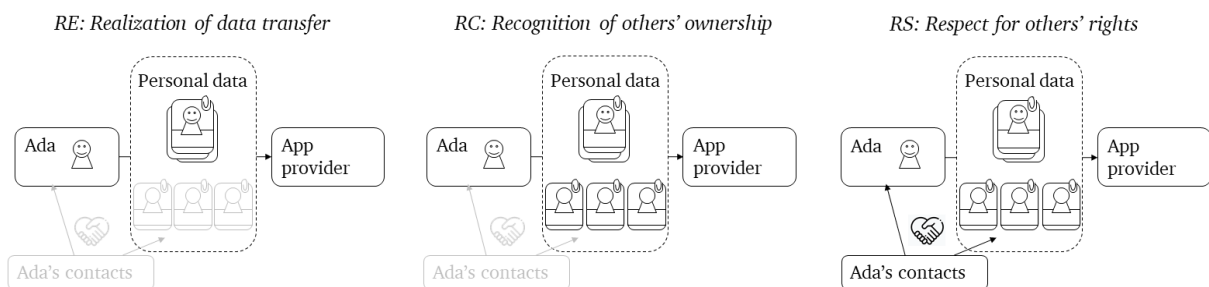 RE: Realization of data transfer
Personal data
Ada
App
provider
Ada's contacts
RC: Recognition of others' ownership
Personal data
Ada
App
provider
Ada's contacts
RS: Respect for others' rights
Personal data
Ada
App
provider
Ada's contacts